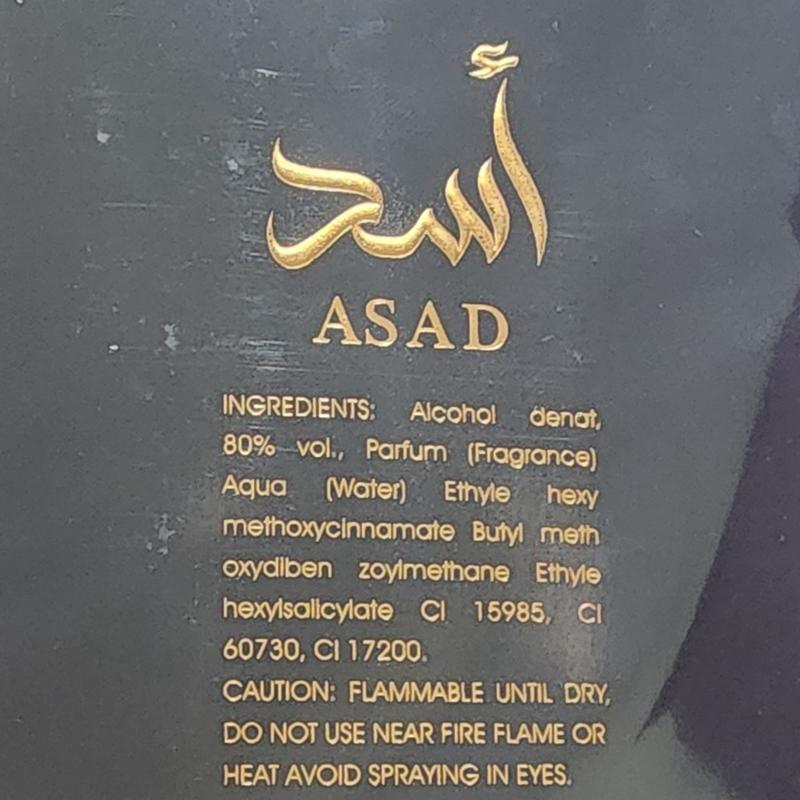 أسد
ASAD
INGREDIENTS: Alcohol denat,
80% vol., Parfum (Fragrance)
Aqua (Water) Ethyle hexy
methoxycinnamate Butyl meth
oxydiben zoylmethane Ethyle
hexylsalicylate CI 15985, CI
60730, CI 17200.
CAUTION: FLAMMABLE UNTIL DRY,
DO NOT USE NEAR FIRE FLAME OR
HEAT AVOID SPRAYING IN EYES.